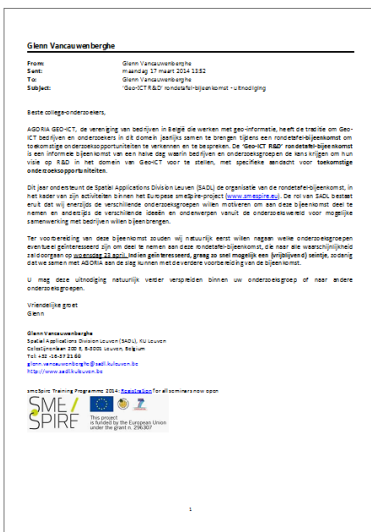 Glenn Vancauwenberghe
From: Glenn Vancauwenberghe
Sent: maandag 17 maart 2014 13:52
To: Glenn Vancauwenberghe
Subject: 'Geo-ICT R&D' rondetafel-bijeenkomst - uitnodiging
Beste collega-onderzoekers,
AGORIA GEO-ICT, de vereniging van bedrijven in België die werken met geo-informatie, heeft de traditie om Geo-
ICT bedrijven en onderzoekers in dit domein jaarlijks samen te brengen tijdens een rondetafel-bijeenkomst om
toekomstige onderzoeksopportuniteiten te verkennen en te bespreken. De 'Geo-ICT R&D' rondetafel-bijeenkomst
is een informele bijeenkomst van een halve dag waarin bedrijven en onderzoeksgroepen de kans krijgen om hun
visie op R&D in het domein van Geo-ICT voor te stellen, met specifieke aandacht voor toekomstige
onderzoeksopportuniteiten.
Dit jaar ondersteunt de Spatial Applications Division Leuven (SADL) de organisatie van de rondetafel-bijeenkomst, in
het kader van zijn activiteiten binnen het Europese smeSpire-project (www.smespire.eu). De rol van SADL bestaat
eruit dat wij enerzijds de verschillende onderzoeksgroepen willen motiveren om aan deze bijeenkomst deel te
nemen en anderzijds de verschillende ideeën en onderwerpen vanuit de onderzoekswereld voor mogelijke
samenwerking met bedrijven willen bijeenbrengen.
Ter voorbereiding van deze bijeenkomst zouden wij natuurlijk eerst willen nagaan welke onderzoeksgroepen
eventueel geïnteresseerd zijn om deel te nemen aan deze rondetafel-bijeenkomst, die naar alle waarschijnlijkheid
zal doorgaan op woensdag 23 april. Indien geïnteresseerd, graag zo snel mogelijk een (vrijblijvend) seintje, zodanig
dat we samen met AGORIA aan de slag kunnen met de verdere voorbereiding van de bijeenkomst.
U mag deze uitnodiging natuurlijk verder verspreiden binnen uw onderzoeksgroep of naar andere
onderzoeksgroepen.
Vriendelijke groet
Glenn
Glenn Vancauwenberghe
Spatial Applications Division Leuven (SADL), KU Leuven
Celestijnenlaan 200 E, B-3001 Leuven, Belgium
glenn.vancauwenberghe@sadl.kuleuven.be
http://www.sadl.kuleuven.be
smeSpire Training Programme 2014: Registration for all seminars now open
SME/
SPIRE
This project
is funded by the European Union
under the grant n. 296307
1